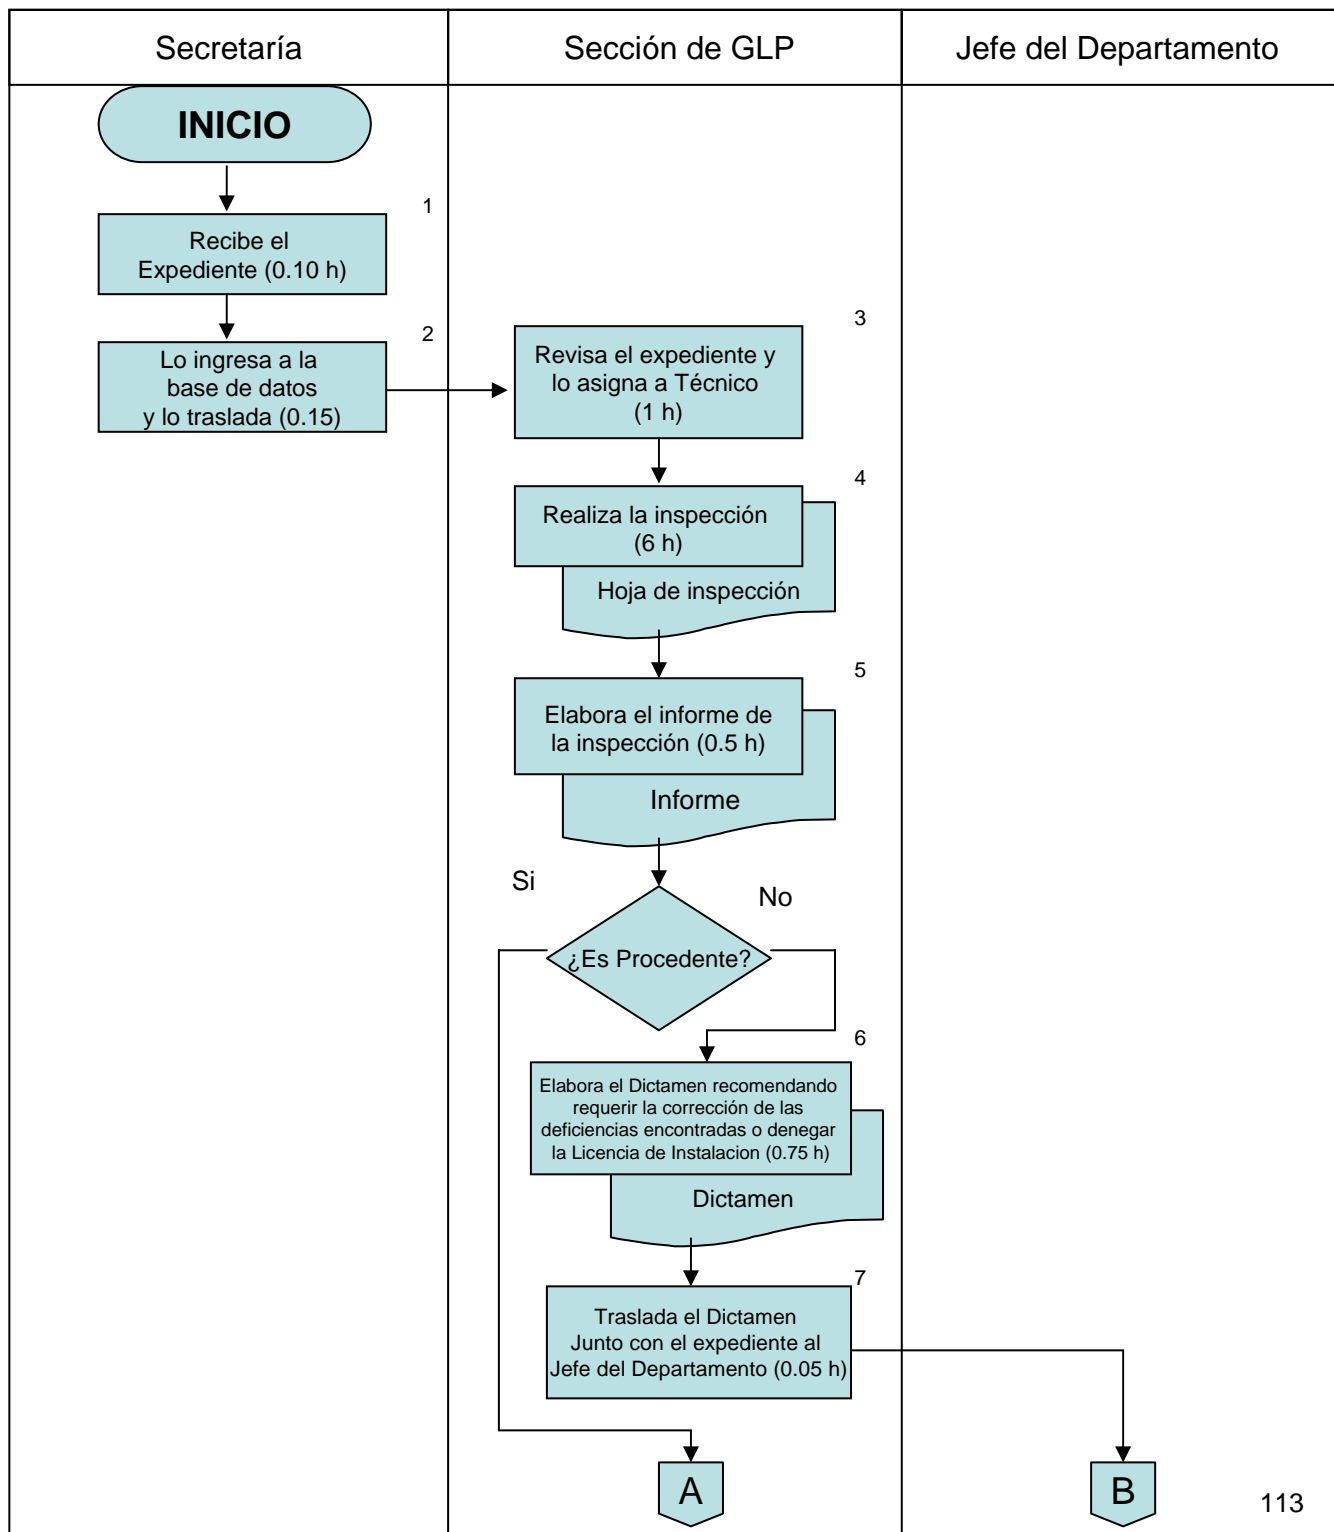 Secretaría
Sección de GLP
Jefe del Departamento
INICIO
1
Recibe el
Expediente (0.10 h)
2
Lo ingresa a la
base de datos
y lo traslada (0.15)
3
Revisa el expediente y
lo asigna a Técnico
(1 h)
4
Realiza la inspección
(6 h)
Hoja de inspección
5
Elabora el informe de
la inspección (0.5 h)
Informe
Si
No
¿Es Procedente?
6
Elabora el Dictamen recomendando
requerir la corrección de las
deficiencias encontradas o denegar
la Licencia de Instalacion (0.75 h)
Dictamen
7
Traslada el Dictamen
Junto con el expediente al
Jefe del Departamento (0.05 h)
A
B
113